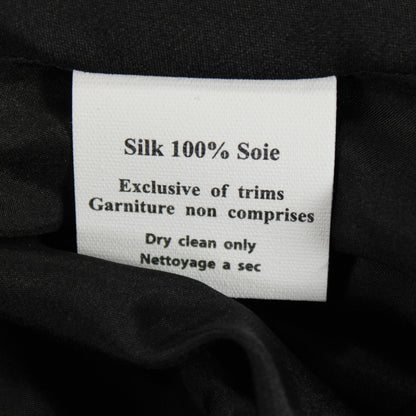 Silk 100% Soie
Exclusive of trims
Garniture non comprises
Dry clean only
Nettoyage a sec